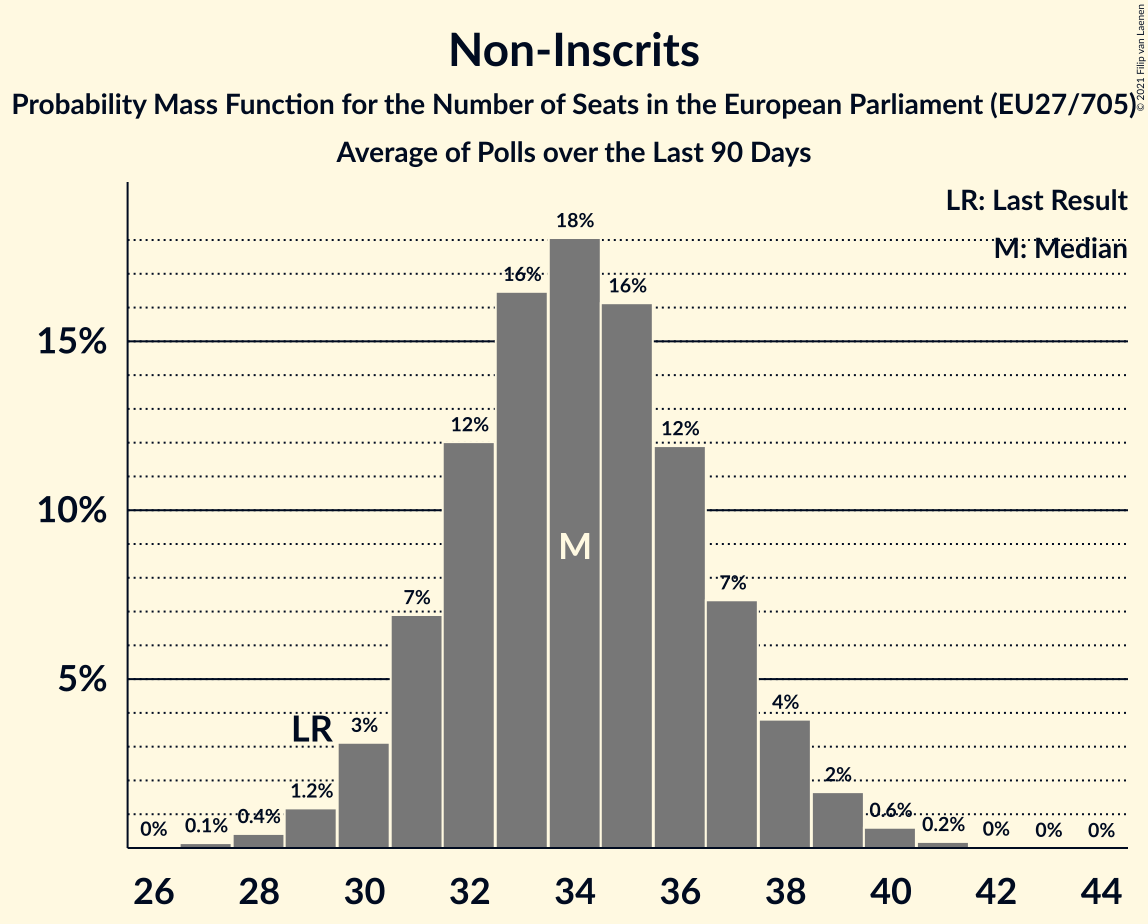 Non-Inscrits
Probability Mass Function for the Number of Seats in the European Parliament (EU27/705)
Average of Polls over the Last 90 Days
© 2021 Filip van Laenen
LR: Last Result
M: Median
18%
16%
16%
15%
12%
12%
10%
M
7%
7%
5%
4%
LR
3%
2%
1.2%
0.6%
0.4%
0.2%
0.1%
0%
0%
0%
0%
26 28 30 32 34 36 38 40 42 44